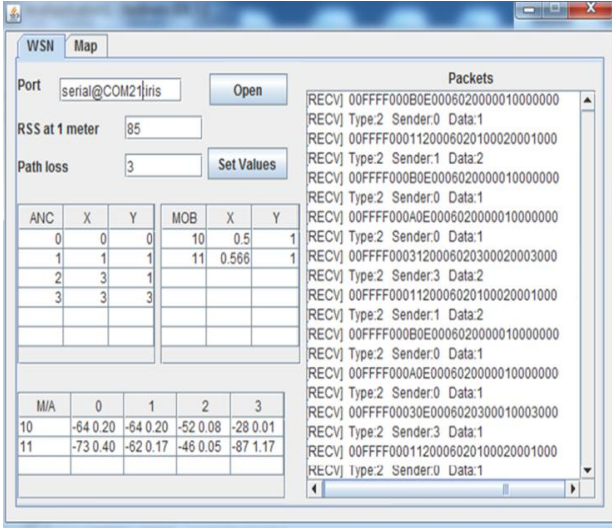 WSN Map
Port serial@COM21:iris Open
RSS at 1 meter 85
Path loss 3 Set Values
ANC X Y
0 0 0
1 1 1
2 3 1
3 3 3
MOB X Y
10 0.5 1
11 0.566 1
M/A 0 1 2 3
10 -64 0.20 -64 0.20 -52 0.08 -28 0.01
11 -73 0.40 -62 0.17 -46 0.05 -87 1.17
Packets
RECV] 00FFFF000B0E0006020000010000000
RECV] Type:2 Sender:0 Data:1
RECV] 00FFFF0001120006020100020001000
RECV] Type:2 Sender:1 Data:2
RECV] 00FFFF000B0E0006020000010000000
RECV] Type:2 Sender:0 Data:1
RECV] 00FFFF000A0E0006020000010000000
RECV] Type:2 Sender:0 Data:1
RECV] 00FFFF0003120006020300020003000
RECV] Type:2 Sender:3 Data:2
RECV] 00FFFF0001120006020100020001000
RECV] Type:2 Sender:1 Data:2
RECV] 00FFFF000B0E0006020000010000000
RECV] Type:2 Sender:0 Data:1
RECV] 00FFFF000A0E0006020000010000000
RECV] Type:2 Sender:0 Data:1
RECV] 00FFFF00030E0006020300010003000
RECV] Type:2 Sender:3 Data:1
RECV] 00FFFF0001120006020100020001000
RECV] Type:2 Sender:0 Data:1